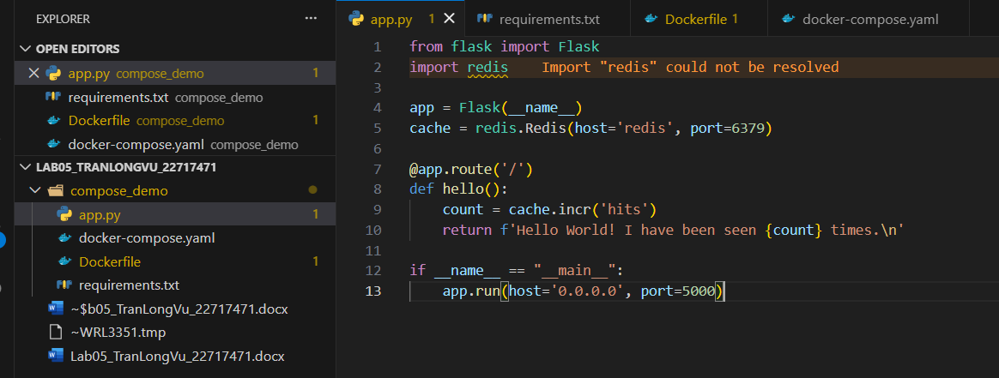 EXPLORER ...
OPEN EDITORS
app.py compose_demo 1
requirements.txt compose_demo
Dockerfile compose_demo 1
docker-compose.yaml compose_demo
LAB05_TRANLONGVU_22717471
compose_demo
app.py 1
docker-compose.yaml
Dockerfile 1
requirements.txt
~$b05_TranLongVu_22717471.docx
~WRL3351.tmp
Lab05_TranLongVu_22717471.docx
app.py 1 requirements.txt Dockerfile 1 docker-compose.yaml
1 from flask import Flask
2 import redis Import "redis" could not be resolved
3
4 app = Flask(__name__)
5 cache = redis.Redis(host='redis', port=6379)
6
7 @app.route('/')
8 def hello():
9 count = cache.incr('hits')
10 return f'Hello World! I have been seen {count} times.\n'
11
12 if __name__ == "__main__":
13 app.run(host='0.0.0.0', port=5000)